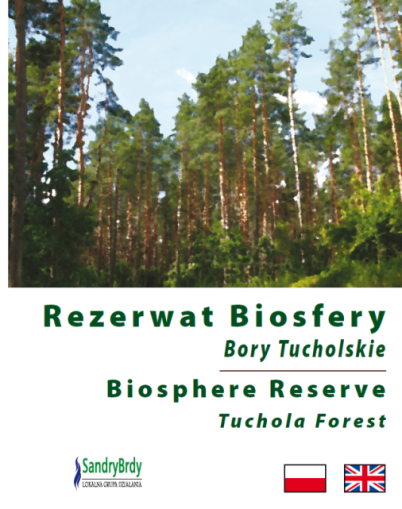 Rezerwat Biosfery
Bory Tucholskie
Biosphere Reserve
Tuchola Forest
SandryBrdy
LOKALNA GRUPA DZIAŁANIA